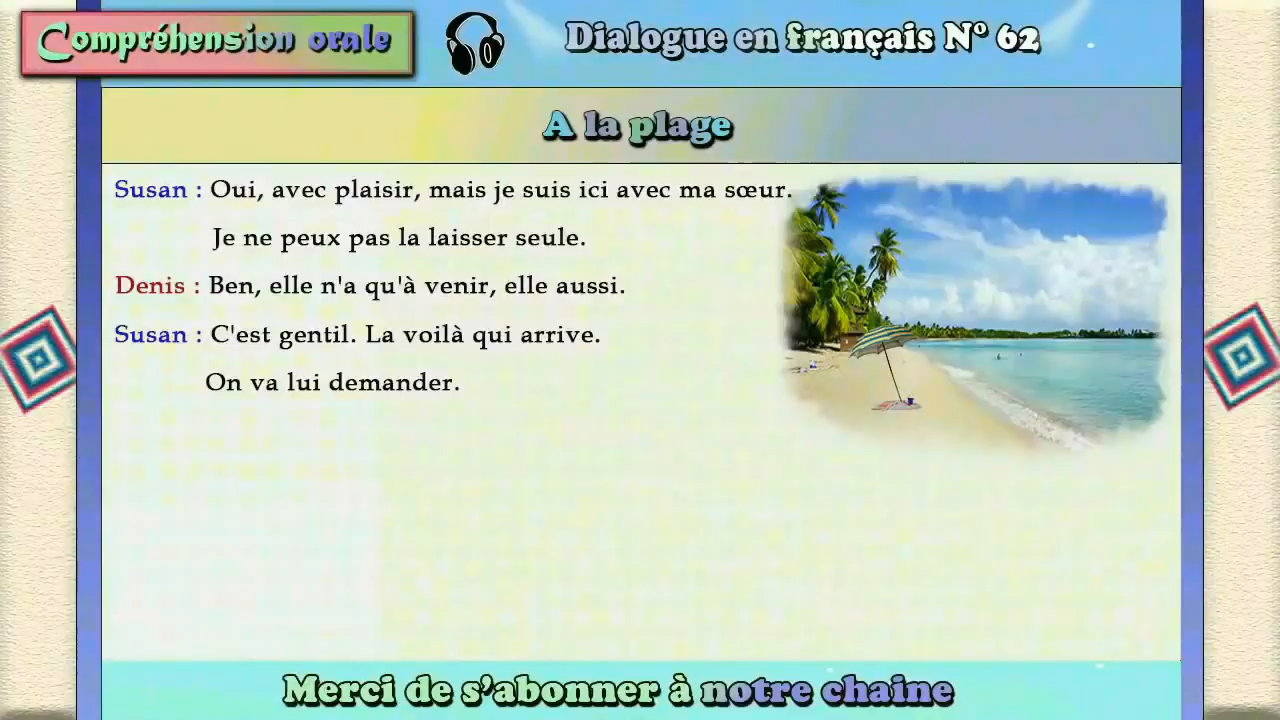 Compréhension orale
Dialogue en français Nº 62
A la plage
Susan : Oui, avec plaisir, mais je suis ici avec ma sœur.
Je ne peux pas la laisser seule.
Denis : Ben, elle n'a qu'à venir, elle aussi.
Susan : C'est gentil. La voilà qui arrive.
On va lui demander.
Merci de s’abonner à notre chaine